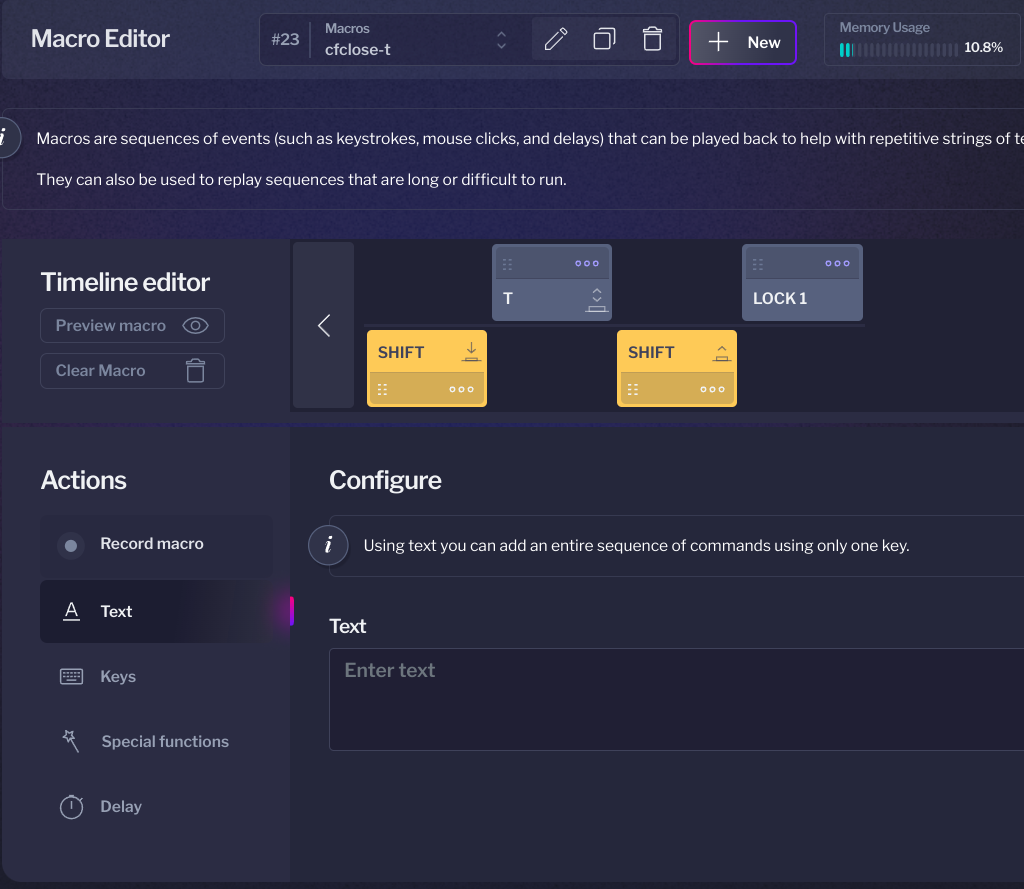 Macro Editor
#23
Macros
cfclose-t
New
Memory Usage
10.8%
i
Macros are sequences of events (such as keystrokes, mouse clicks, and delays) that can be played back to help with repetitive strings of te
They can also be used to replay sequences that are long or difficult to run.
Timeline editor
Preview macro
Clear Macro
T
LOCK 1
SHIFT
SHIFT
Actions
Record macro
A Text
Keys
Special functions
Delay
Configure
i
Using text you can add an entire sequence of commands using only one key.
Text
Enter text